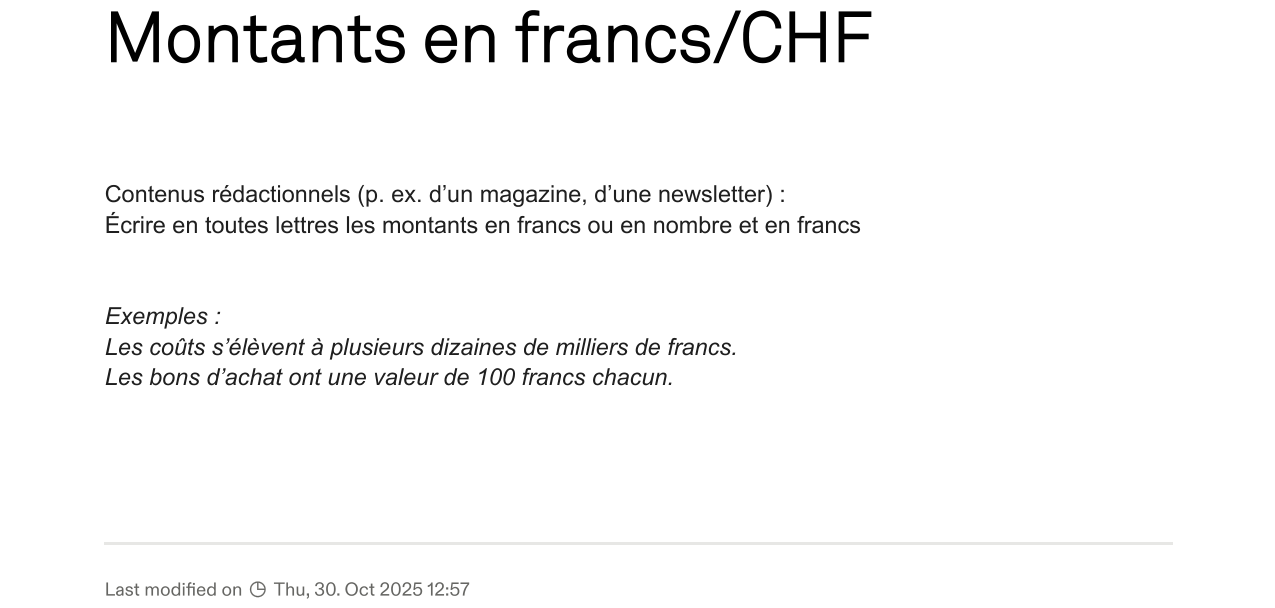 Montants en francs/CHF
Contenus rédactionnels (p. ex. d’un magazine, d’une newsletter) :
Écrire en toutes lettres les montants en francs ou en nombre et en francs
Exemples :
Les coûts s’élèvent à plusieurs dizaines de milliers de francs.
Les bons d’achat ont une valeur de 100 francs chacun.
Last modified on Thu, 30. Oct 2025 12:57